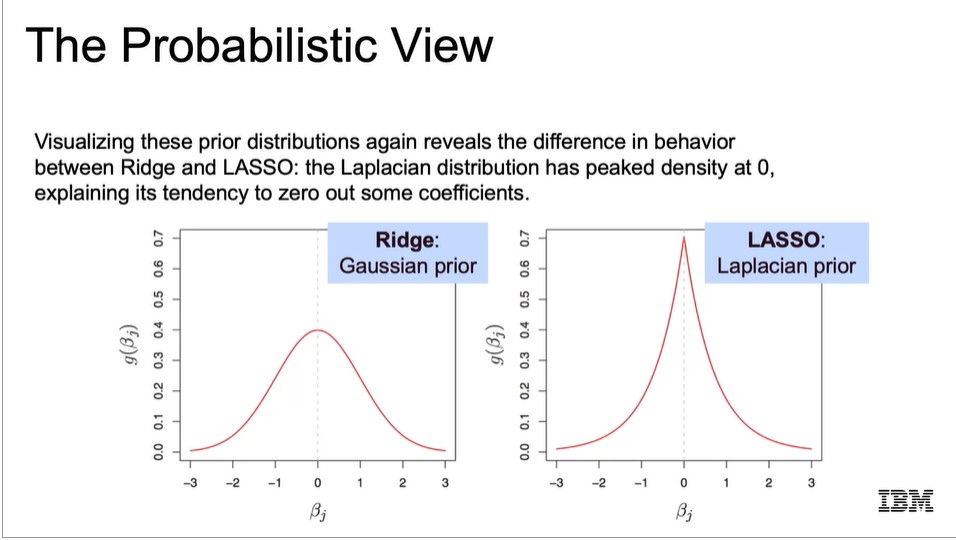 The Probabilistic View
Visualizing these prior distributions again reveals the difference in behavior
between Ridge and LASSO: the Laplacian distribution has peaked density at 0,
explaining its tendency to zero out some coefficients.
Ridge:
Gaussian prior
g(βj)
0.7
0.6
0.5
0.4
0.3
0.2
0.1
0.0
−3 −2 −1 0 1 2 3
βj
LASSO:
Laplacian prior
g(βj)
0.7
0.6
0.5
0.4
0.3
0.2
0.1
0.0
−3 −2 −1 0 1 2 3
βj
IBM